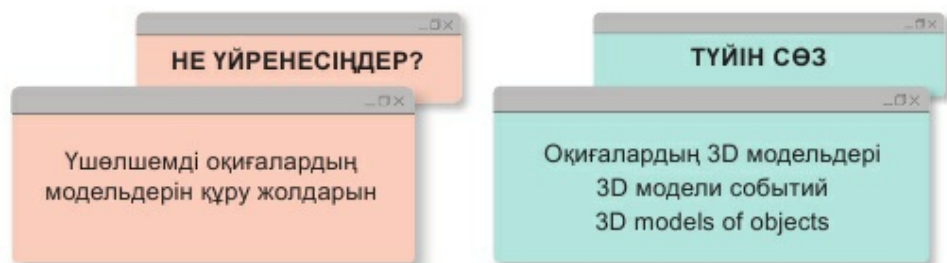 НЕ ҮЙРЕНЕСІҢДЕР?
Үшөлшемді оқиғалардың
модельдерін құру жолдарын
ТҮЙІН СӨЗ
Оқиғалардың 3D модельдері
3D модели событий
3D models of objects